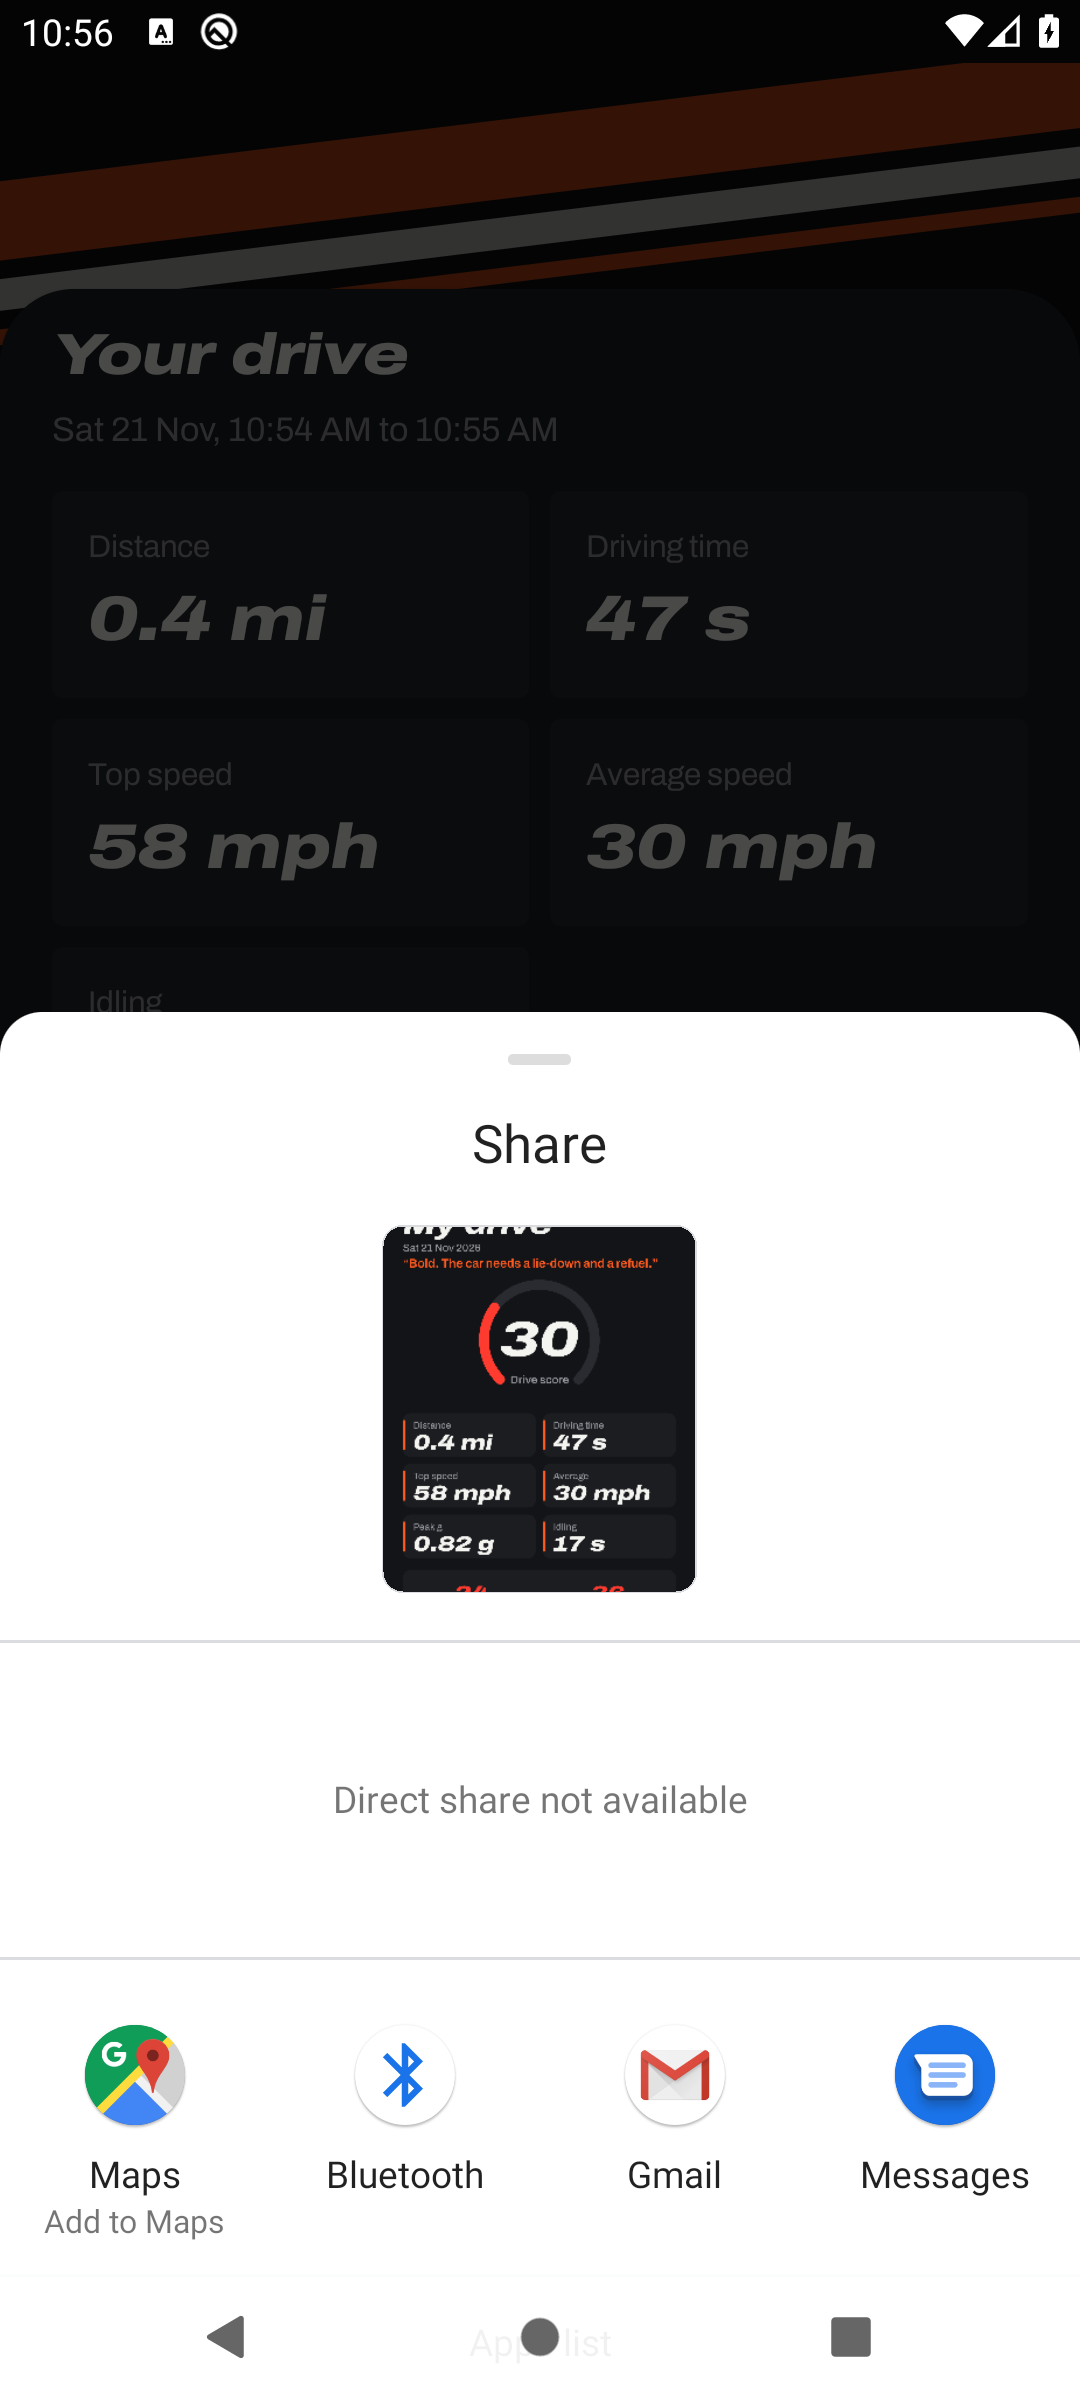 10:56
Your drive
Sat 21 Nov, 10:54 AM to 10:55 AM
Distance
Driving time
0.4 mi
47 s
Top speed
Average speed
58 mph
30 mph
Idling
Share
My drive
Sat 21 Nov 2026
"Bold. The car needs a lie-down and a refuel."
30
Drive score
Distance
Driving time
0.4 mi
47 s
Top speed
Average
58 mph
30 mph
Peak g
Idling
0.82 g
17 s
Direct share not available
Maps
Bluetooth
Gmail
Messages
Add to Maps